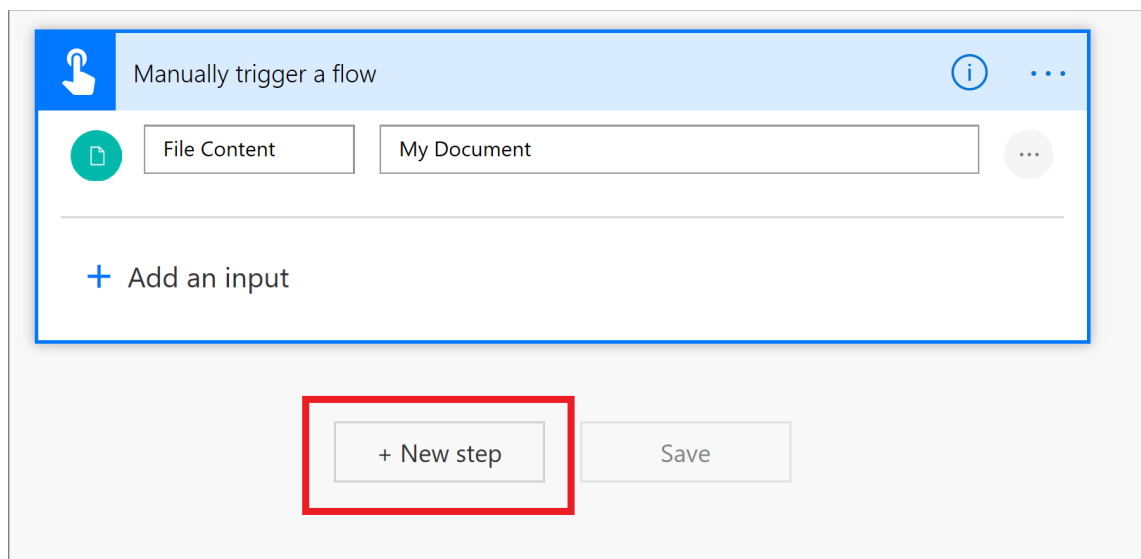 Manually trigger a flow
File Content My Document
+ Add an input
+ New step Save